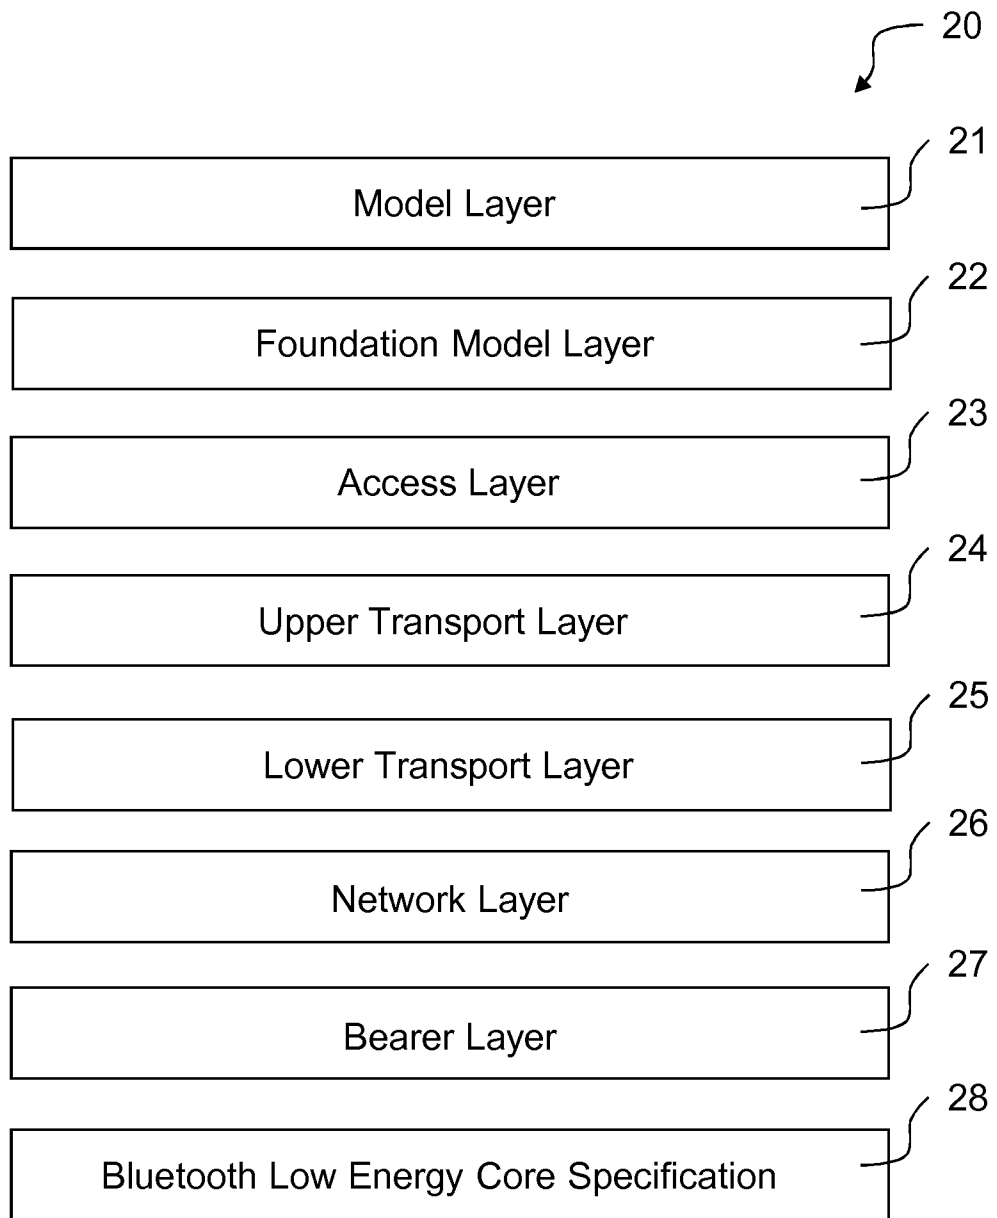 20
21
Model Layer
22
Foundation Model Layer
23
Access Layer
24
Upper Transport Layer
25
Lower Transport Layer
26
Network Layer
27
Bearer Layer
28
Bluetooth Low Energy Core Specification